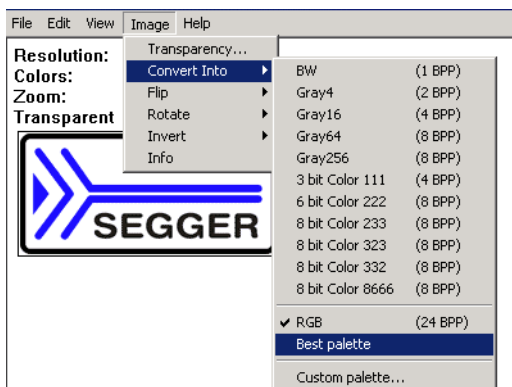 File Edit View Image Help
Resolution:
Colors:
Zoom:
Transparent
SEGGER
Transparency...
Convert Into
Flip
Rotate
Invert
Info
BW (1 BPP)
Gray4 (2 BPP)
Gray16 (4 BPP)
Gray64 (8 BPP)
Gray256 (8 BPP)
3 bit Color 111 (4 BPP)
6 bit Color 222 (8 BPP)
8 bit Color 233 (8 BPP)
8 bit Color 323 (8 BPP)
8 bit Color 332 (8 BPP)
8 bit Color 8666 (8 BPP)
RGB (24 BPP)
Best palette
Custom palette...